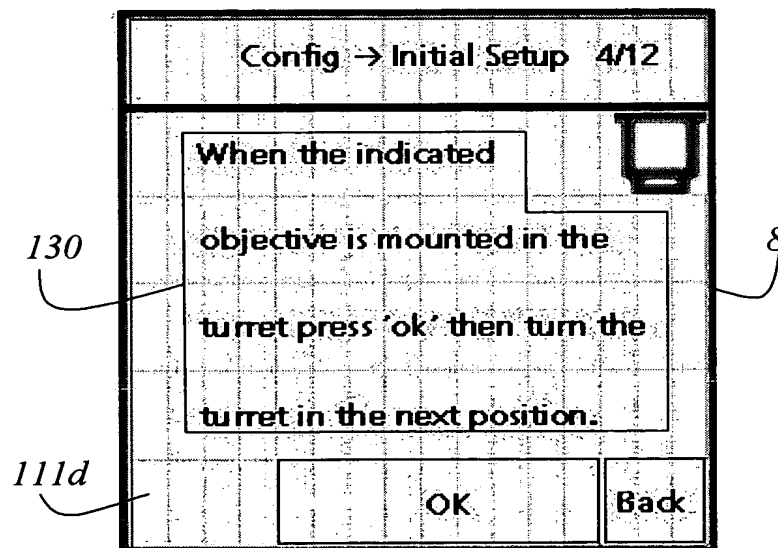 Config → Initial Setup 4/12
When the indicated
objective is mounted in the
turret press 'ok' then turn the
turret in the next position.
130
8
111d
OK
Back